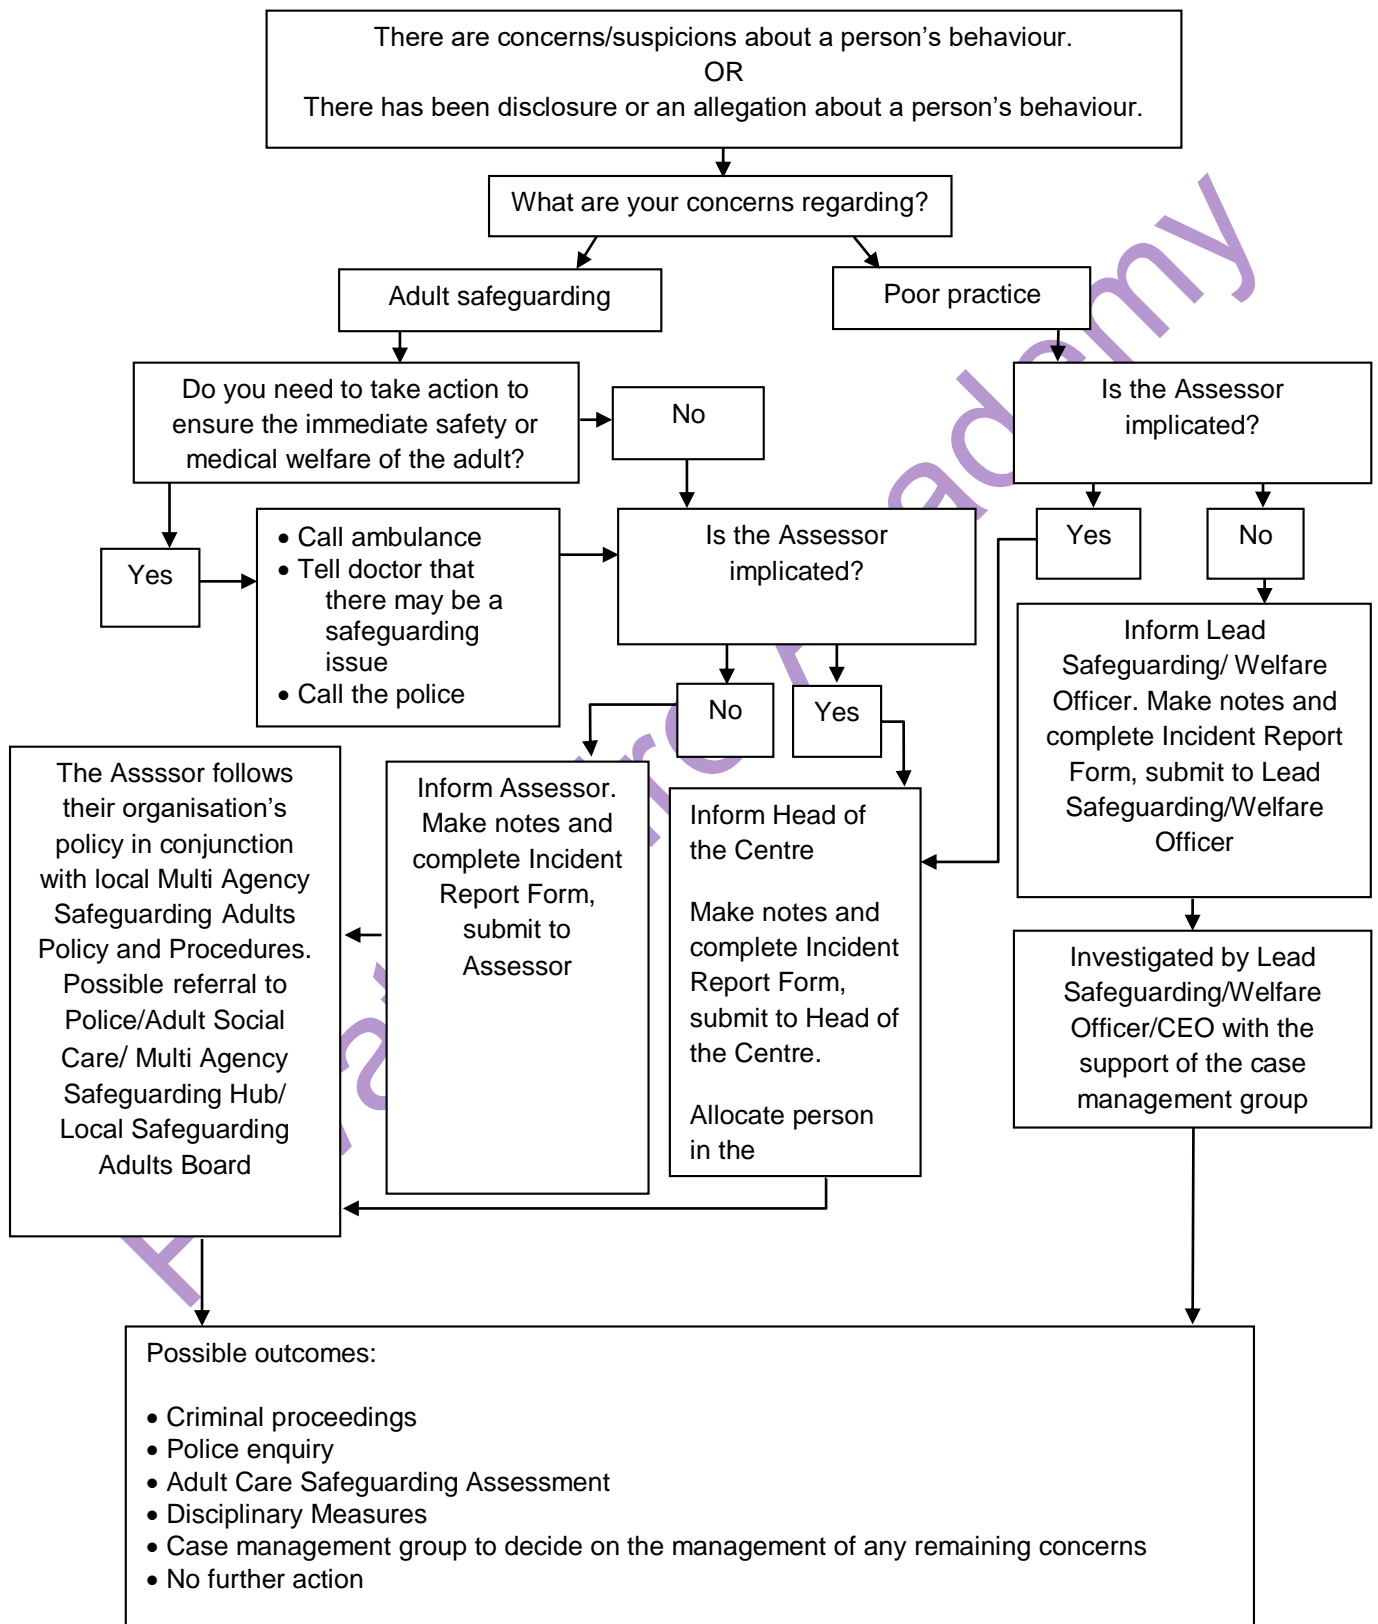 There are concerns/suspicions about a person’s behaviour.
OR
There has been disclosure or an allegation about a person’s behaviour.
What are your concerns regarding?
Adult safeguarding
Poor practice
Do you need to take action to
ensure the immediate safety or
medical welfare of the adult?
No
Is the Assessor
implicated?
Yes
• Call ambulance
• Tell doctor that
there may be a
safeguarding
issue
• Call the police
Is the Assessor
implicated?
Yes
No
No
Yes
Inform Lead
Safeguarding/ Welfare
Officer. Make notes and
complete Incident Report
Form, submit to Lead
Safeguarding/Welfare
Officer
The Assssor follows
their organisation’s
policy in conjunction
with local Multi Agency
Safeguarding Adults
Policy and Procedures.
Possible referral to
Police/Adult Social
Care/ Multi Agency
Safeguarding Hub/
Local Safeguarding
Adults Board
Inform Assessor.
Make notes and
complete Incident
Report Form,
submit to
Assessor
Inform Head of
the Centre
Make notes and
complete Incident
Report Form,
submit to Head of
the Centre.
Allocate person
in the
Investigated by Lead
Safeguarding/Welfare
Officer/CEO with the
support of the case
management group
Possible outcomes:
• Criminal proceedings
• Police enquiry
• Adult Care Safeguarding Assessment
• Disciplinary Measures
• Case management group to decide on the management of any remaining concerns
• No further action